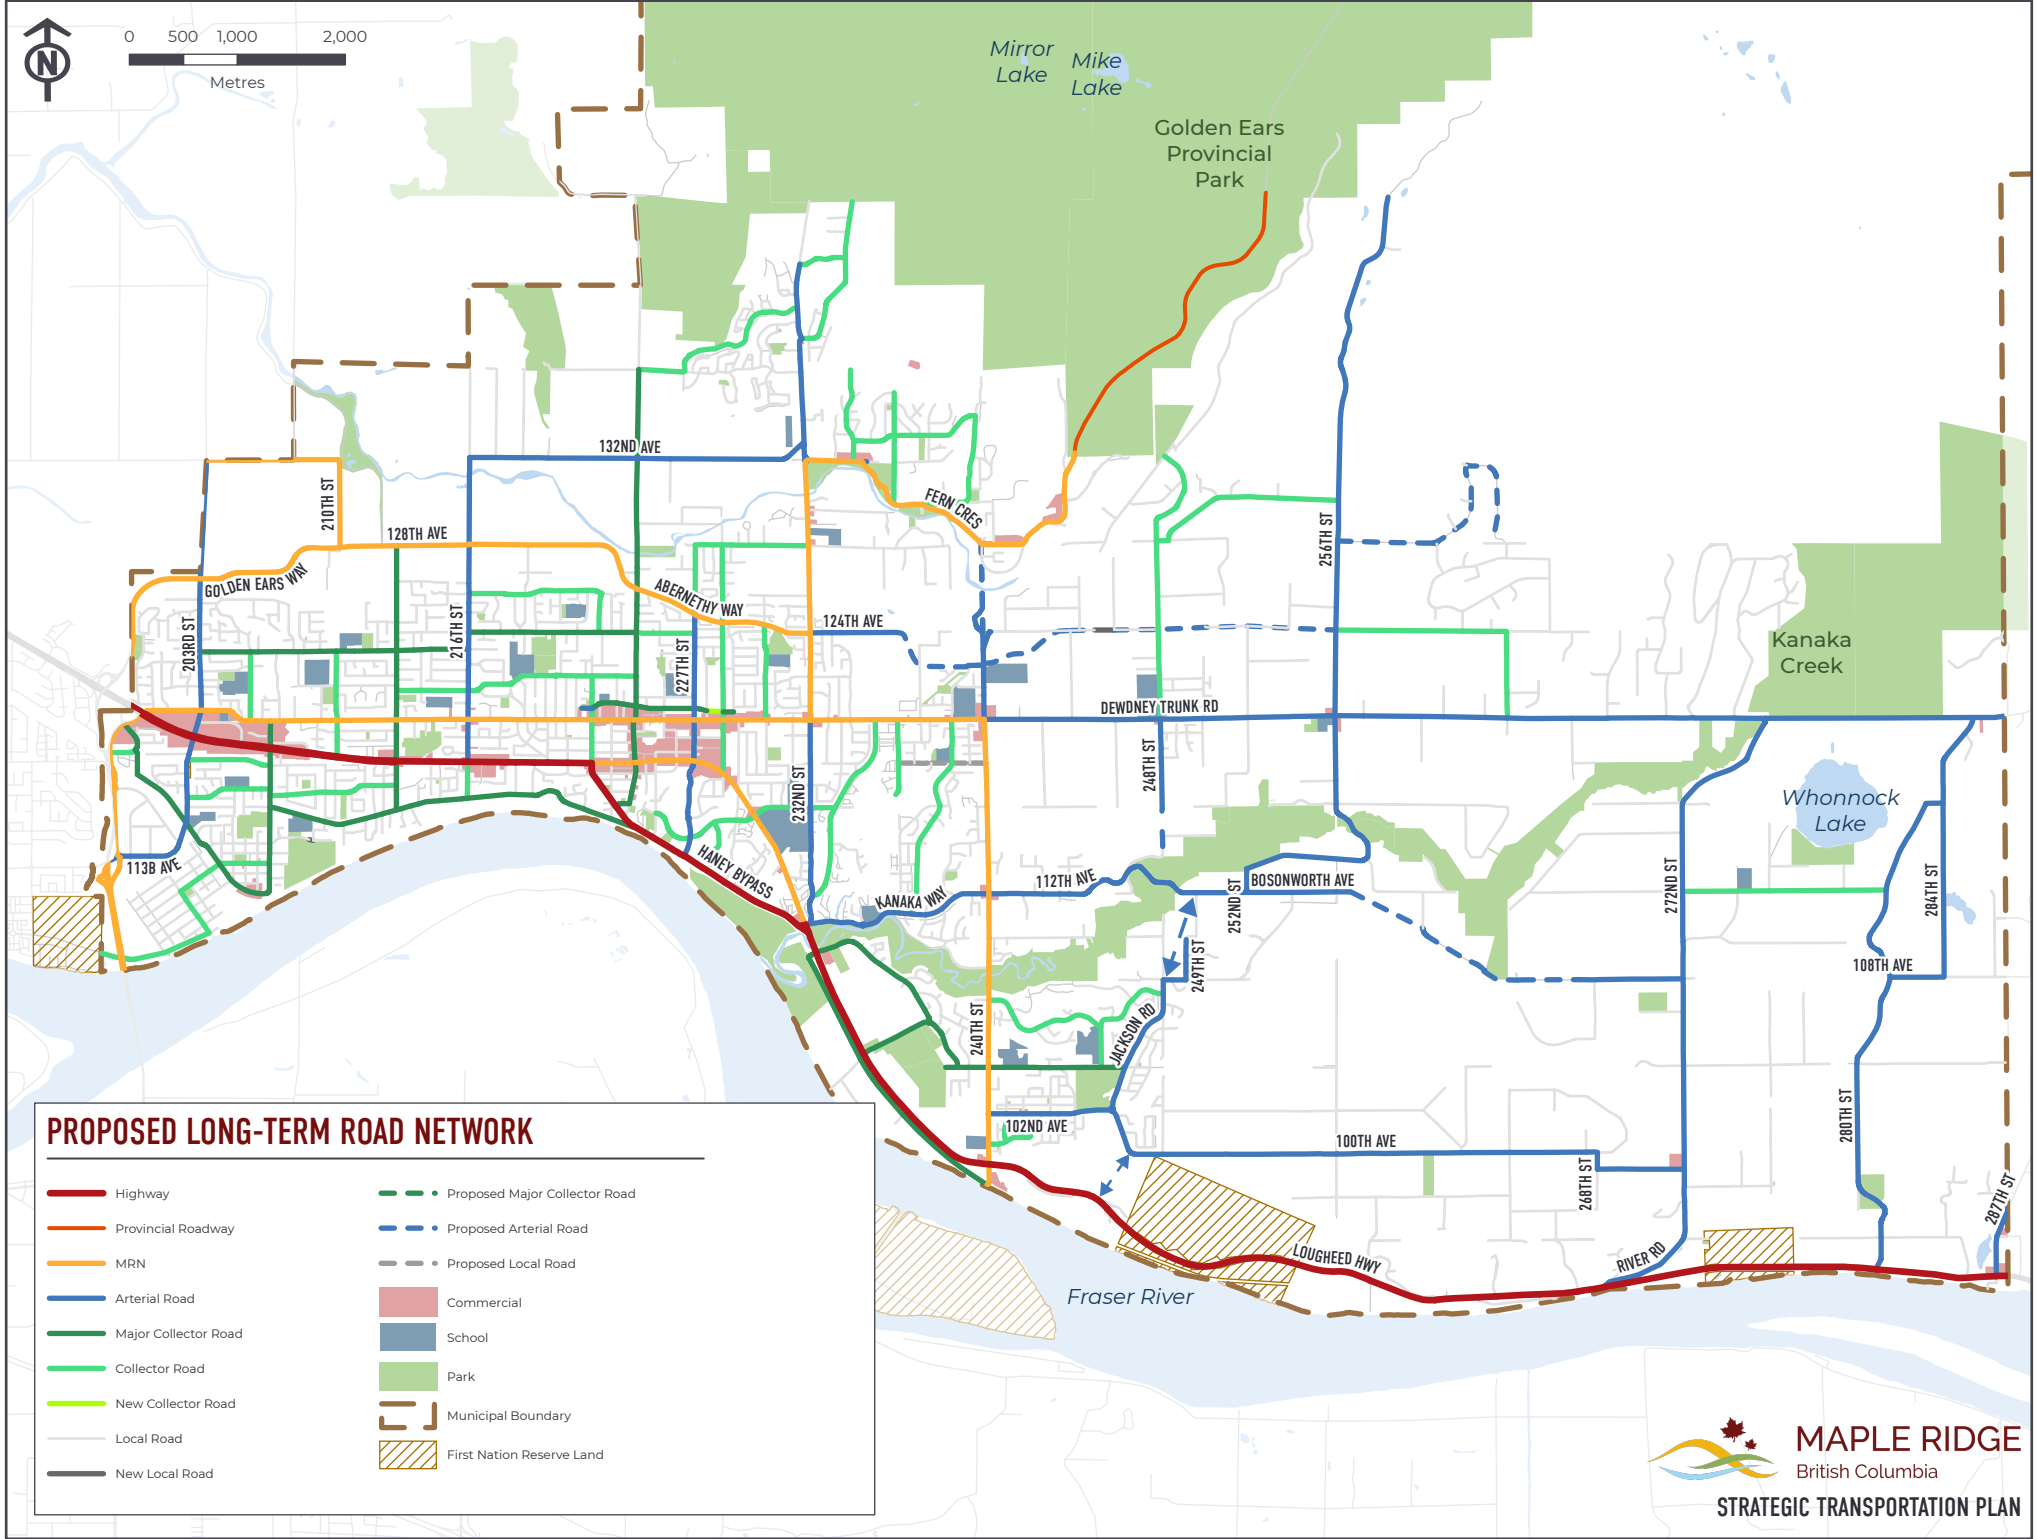 0 500 1,000 2,000
Metres
N
Mirror
Lake
Mike
Lake
Golden Ears
Provincial
Park
132ND AVE
210TH ST
FERN CRES
128TH AVE
256TH ST
GOLDEN EARS WAY
ABERNETHY WAY
216TH ST
124TH AVE
203RD ST
227TH ST
Kanaka
Creek
DEWDNEY TRUNK RD
248TH ST
232ND ST
Whonnock
Lake
113B AVE
HANEY BYPASS
KANAKA WAY
112TH AVE
252ND ST
BOSONWORTH AVE
272ND ST
284TH ST
249TH ST
108TH AVE
240TH ST
JACKSON RD
102ND AVE
100TH AVE
280TH ST
268TH ST
287TH ST
LOUGHEED HWY
RIVER RD
Fraser River
PROPOSED LONG-TERM ROAD NETWORK
Highway
Provincial Roadway
MRN
Arterial Road
Major Collector Road
Collector Road
New Collector Road
Local Road
New Local Road
Proposed Major Collector Road
Proposed Arterial Road
Proposed Local Road
Commercial
School
Park
Municipal Boundary
First Nation Reserve Land
MAPLE RIDGE
British Columbia
STRATEGIC TRANSPORTATION PLAN